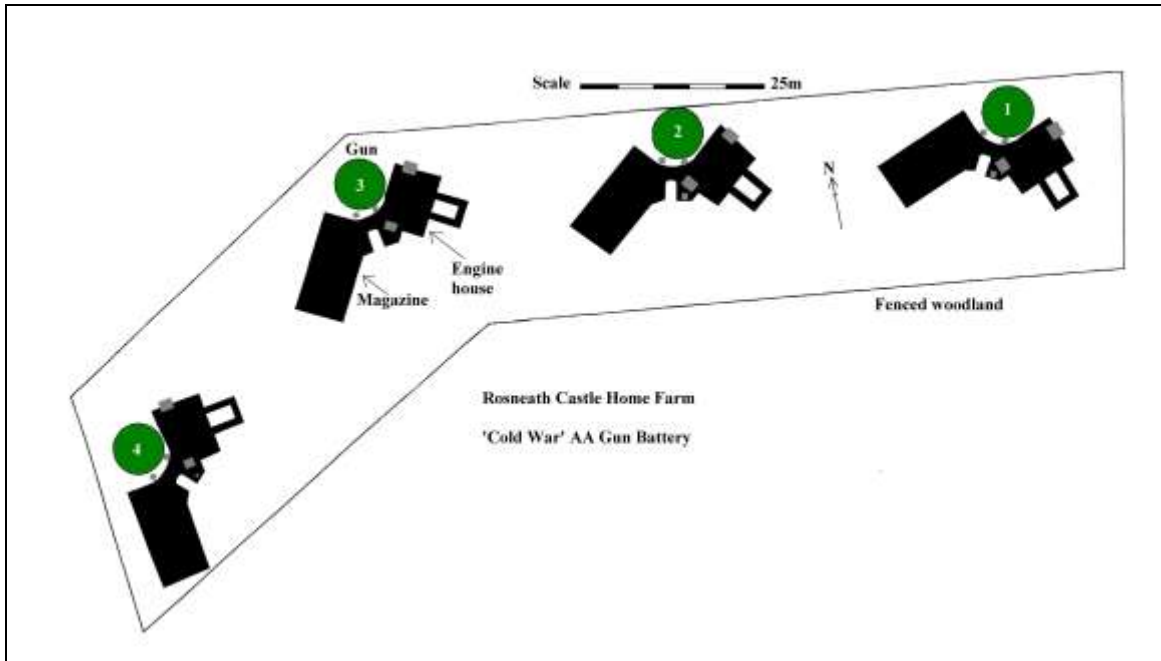 Scale 25m
1
2
N
Gun
3
Engine
house
Magazine
Fenced woodland
Rosneath Castle Home Farm
'Cold War' AA Gun Battery
4